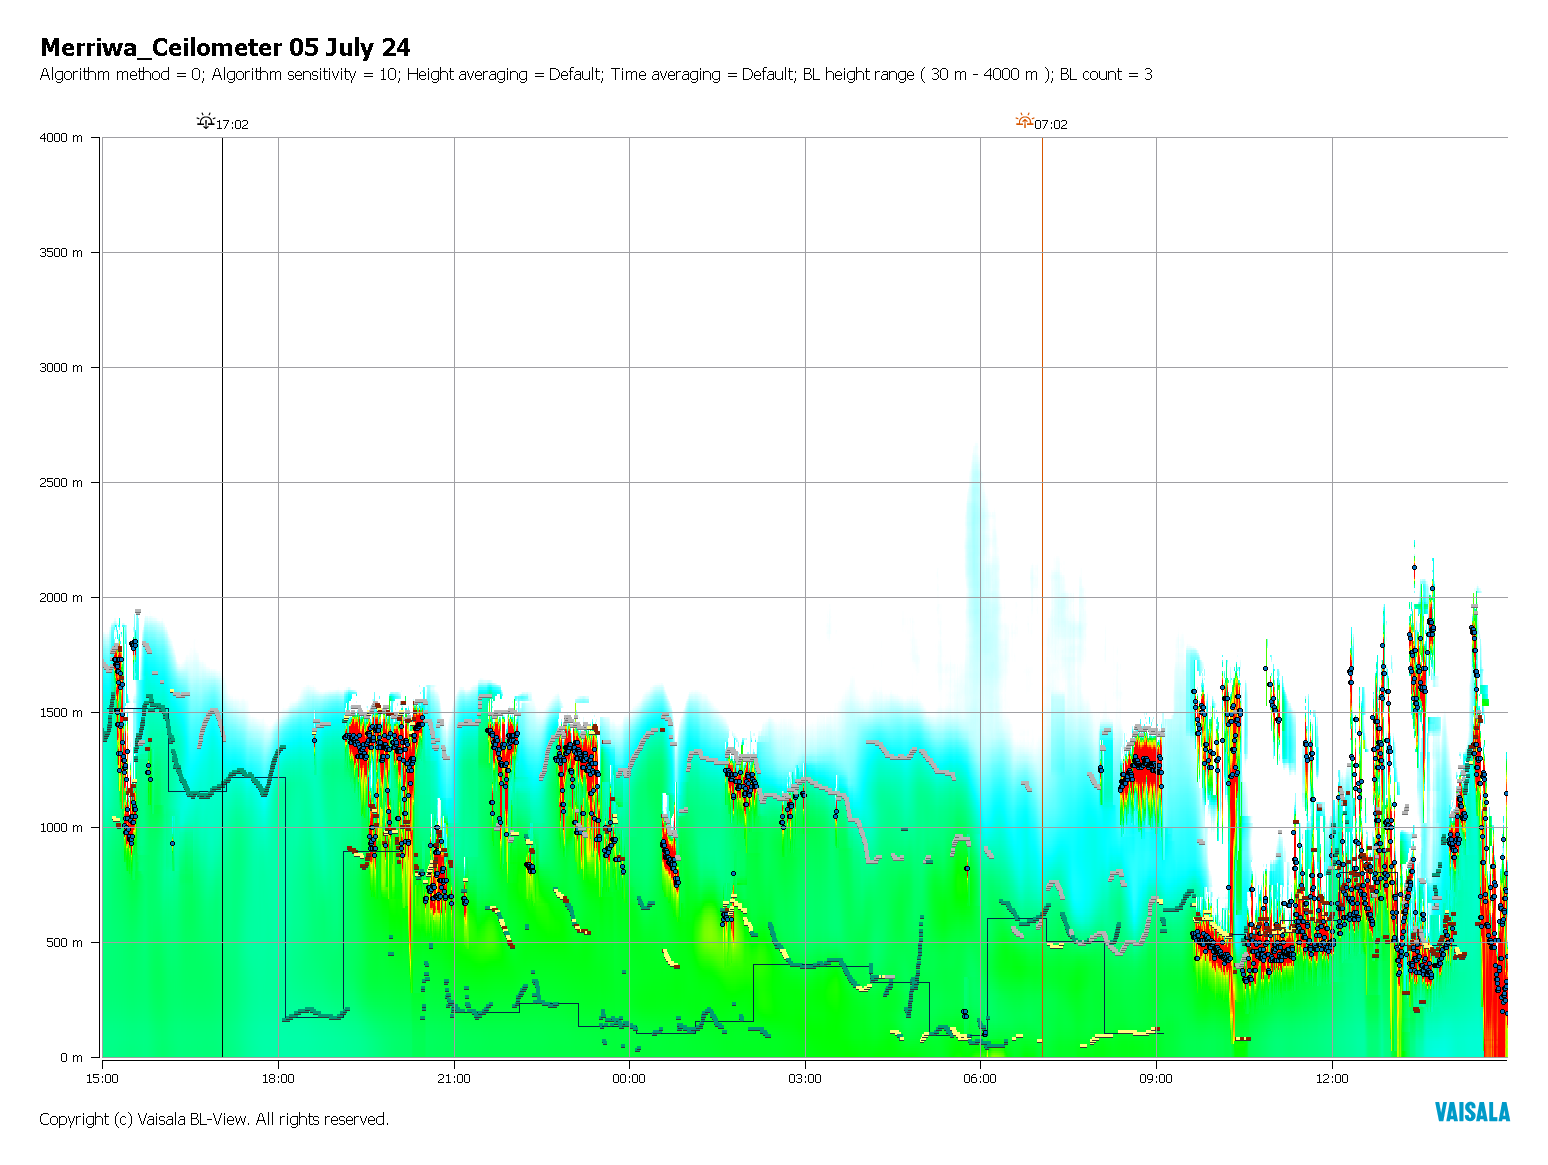 Merriwa_Ceilometer 05 July 24
Algorithm method = 0; Algorithm sensitivity = 10; Height averaging = Default; Time averaging = Default; BL height range ( 30 m - 4000 m ); BL count = 3
17:02
07:02
4000 m
3500 m
3000 m
2500 m
2000 m
1500 m
1000 m
500 m
0 m
15:00
18:00
21:00
00:00
03:00
06:00
09:00
12:00
Copyright (c) Vaisala BL-View. All rights reserved.
VAISALA